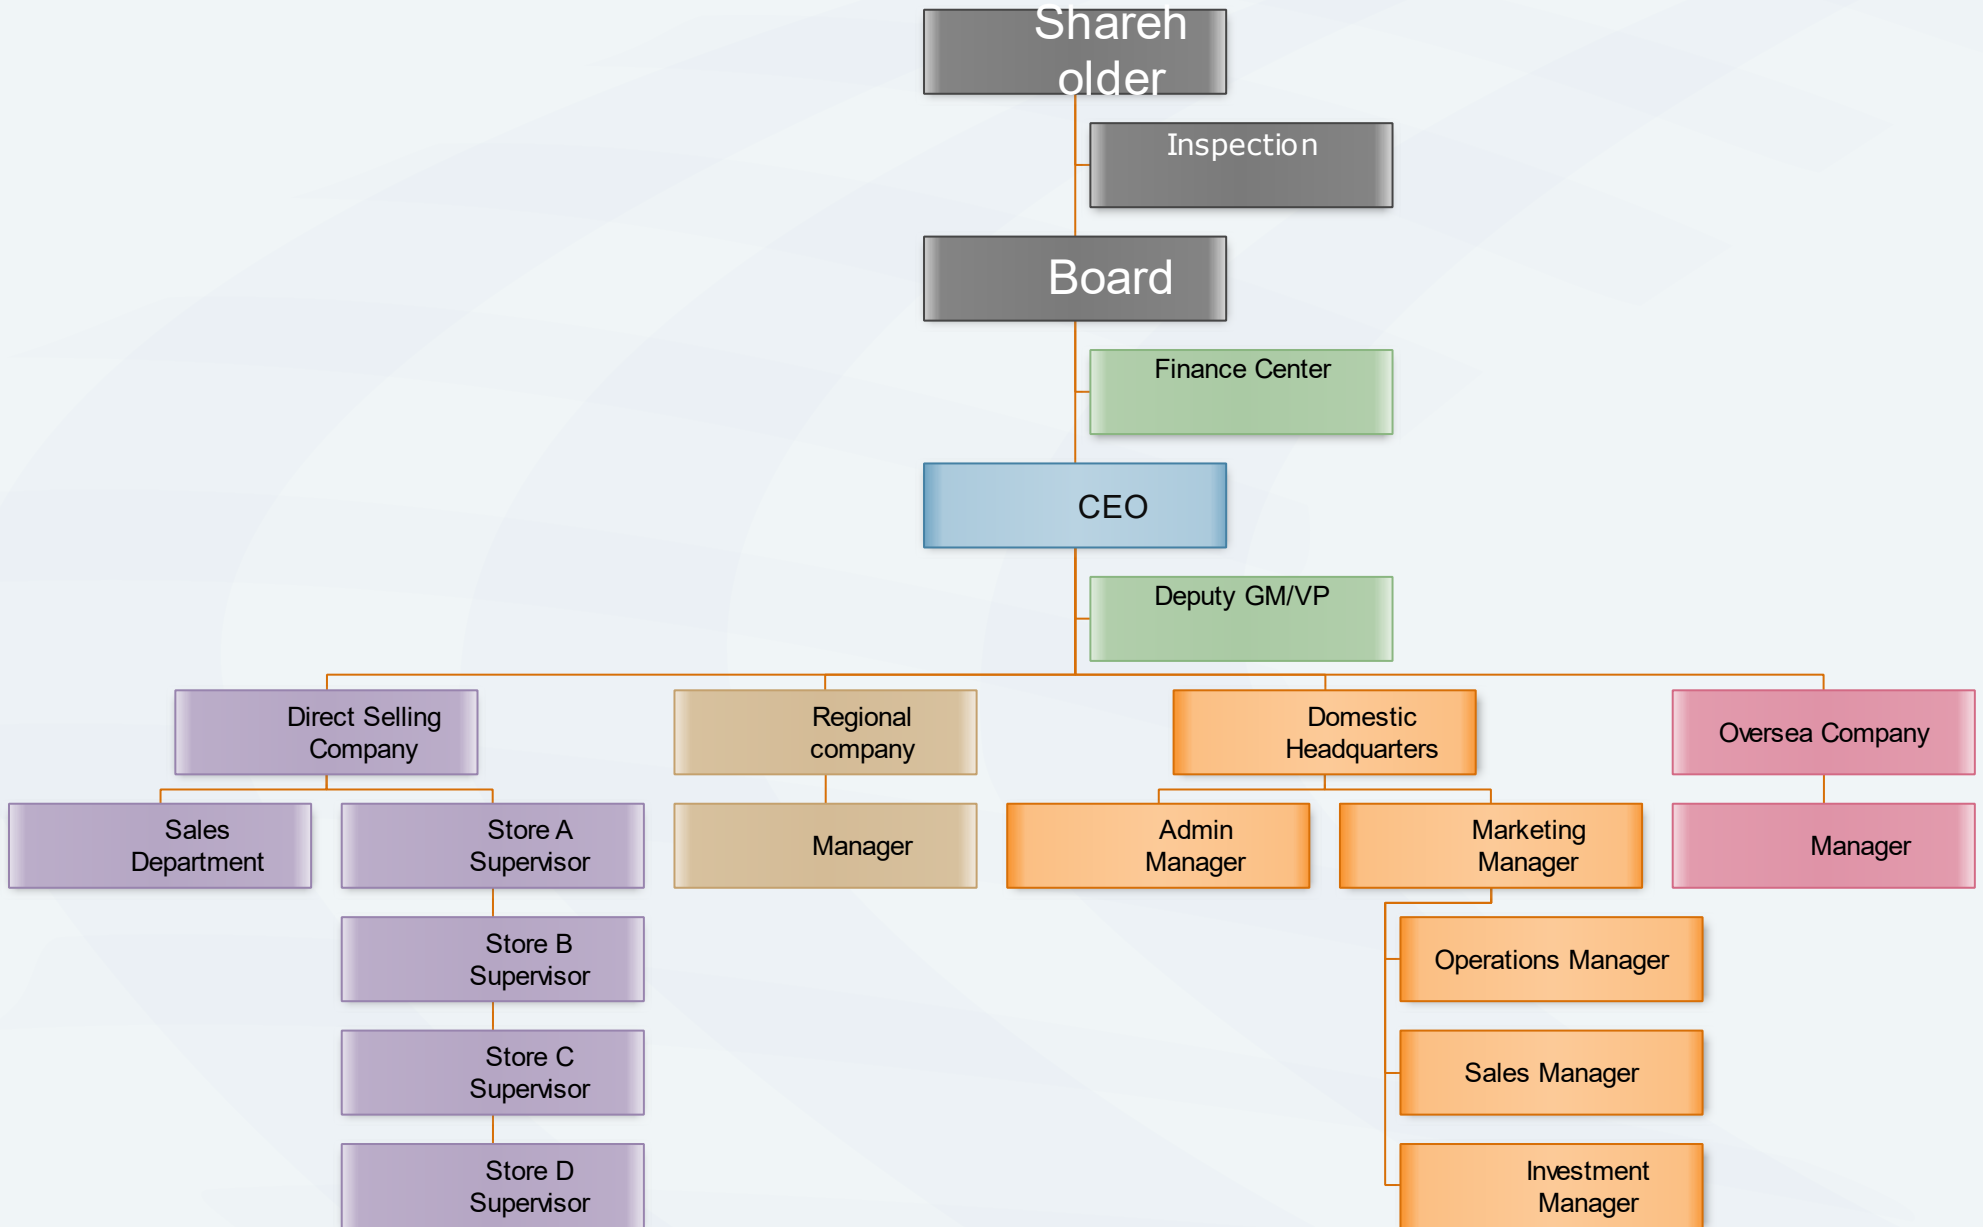 Shareh
older
Inspection
Board
Finance Center
CEO
Deputy GM/VP
Direct Selling
Company
Regional
company
Domestic
Headquarters
Oversea Company
Sales
Department
Store A
Supervisor
Manager
Admin
Manager
Marketing
Manager
Manager
Store B
Supervisor
Operations Manager
Store C
Supervisor
Sales Manager
Store D
Supervisor
Investment
Manager